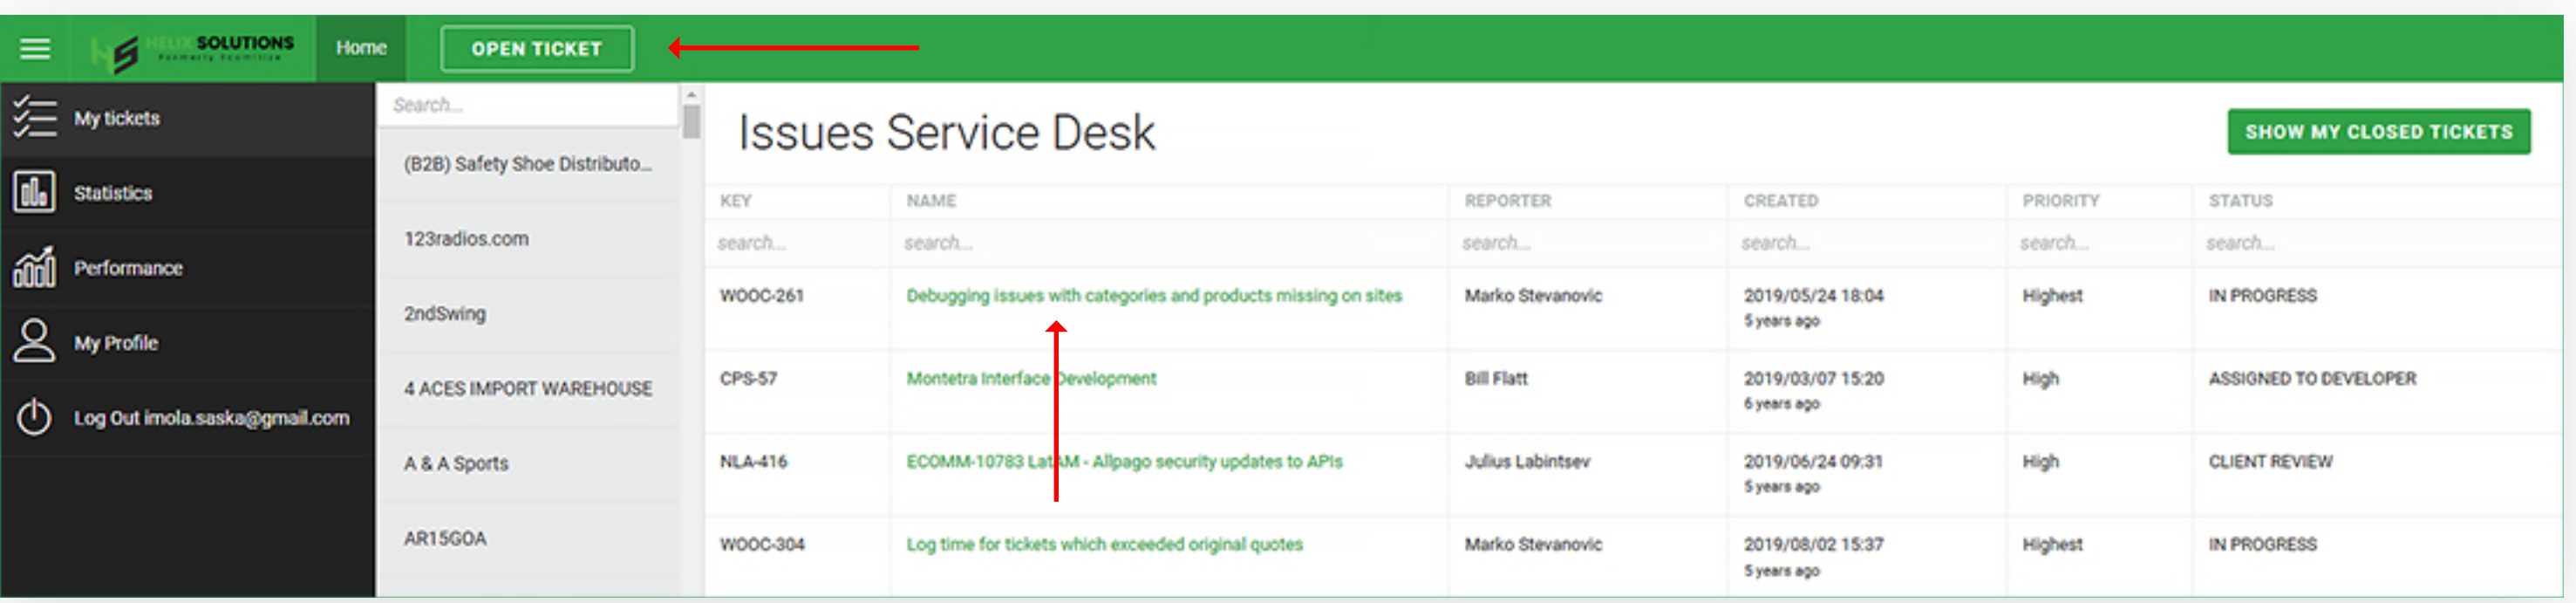 HELIX SOLUTIONS
Home
OPEN TICKET
My tickets
Statistics
Performance
My Profile
Log Out imola.saska@gmail.com
Search...
(B2B) Safety Shoe Distributo...
123radios.com
2ndSwing
4 ACES IMPORT WAREHOUSE
A & A Sports
AR15GOA
Issues Service Desk
SHOW MY CLOSED TICKETS
KEY NAME REPORTER CREATED PRIORITY STATUS
search... search... search... search... search... search...
WOOC-261 Debugging issues with categories and products missing on sites Marko Stevanovic 2019/05/24 18:04 Highest IN PROGRESS
5 years ago
CPS-57 Montetra Interface Development Bill Flatt 2019/03/07 15:20 High ASSIGNED TO DEVELOPER
6 years ago
NLA-416 ECOMM-10783 LatAM - Allpago security updates to APIs Julius Labintsev 2019/06/24 09:31 High CLIENT REVIEW
5 years ago
WOOC-304 Log time for tickets which exceeded original quotes Marko Stevanovic 2019/08/02 15:37 Highest IN PROGRESS
5 years ago